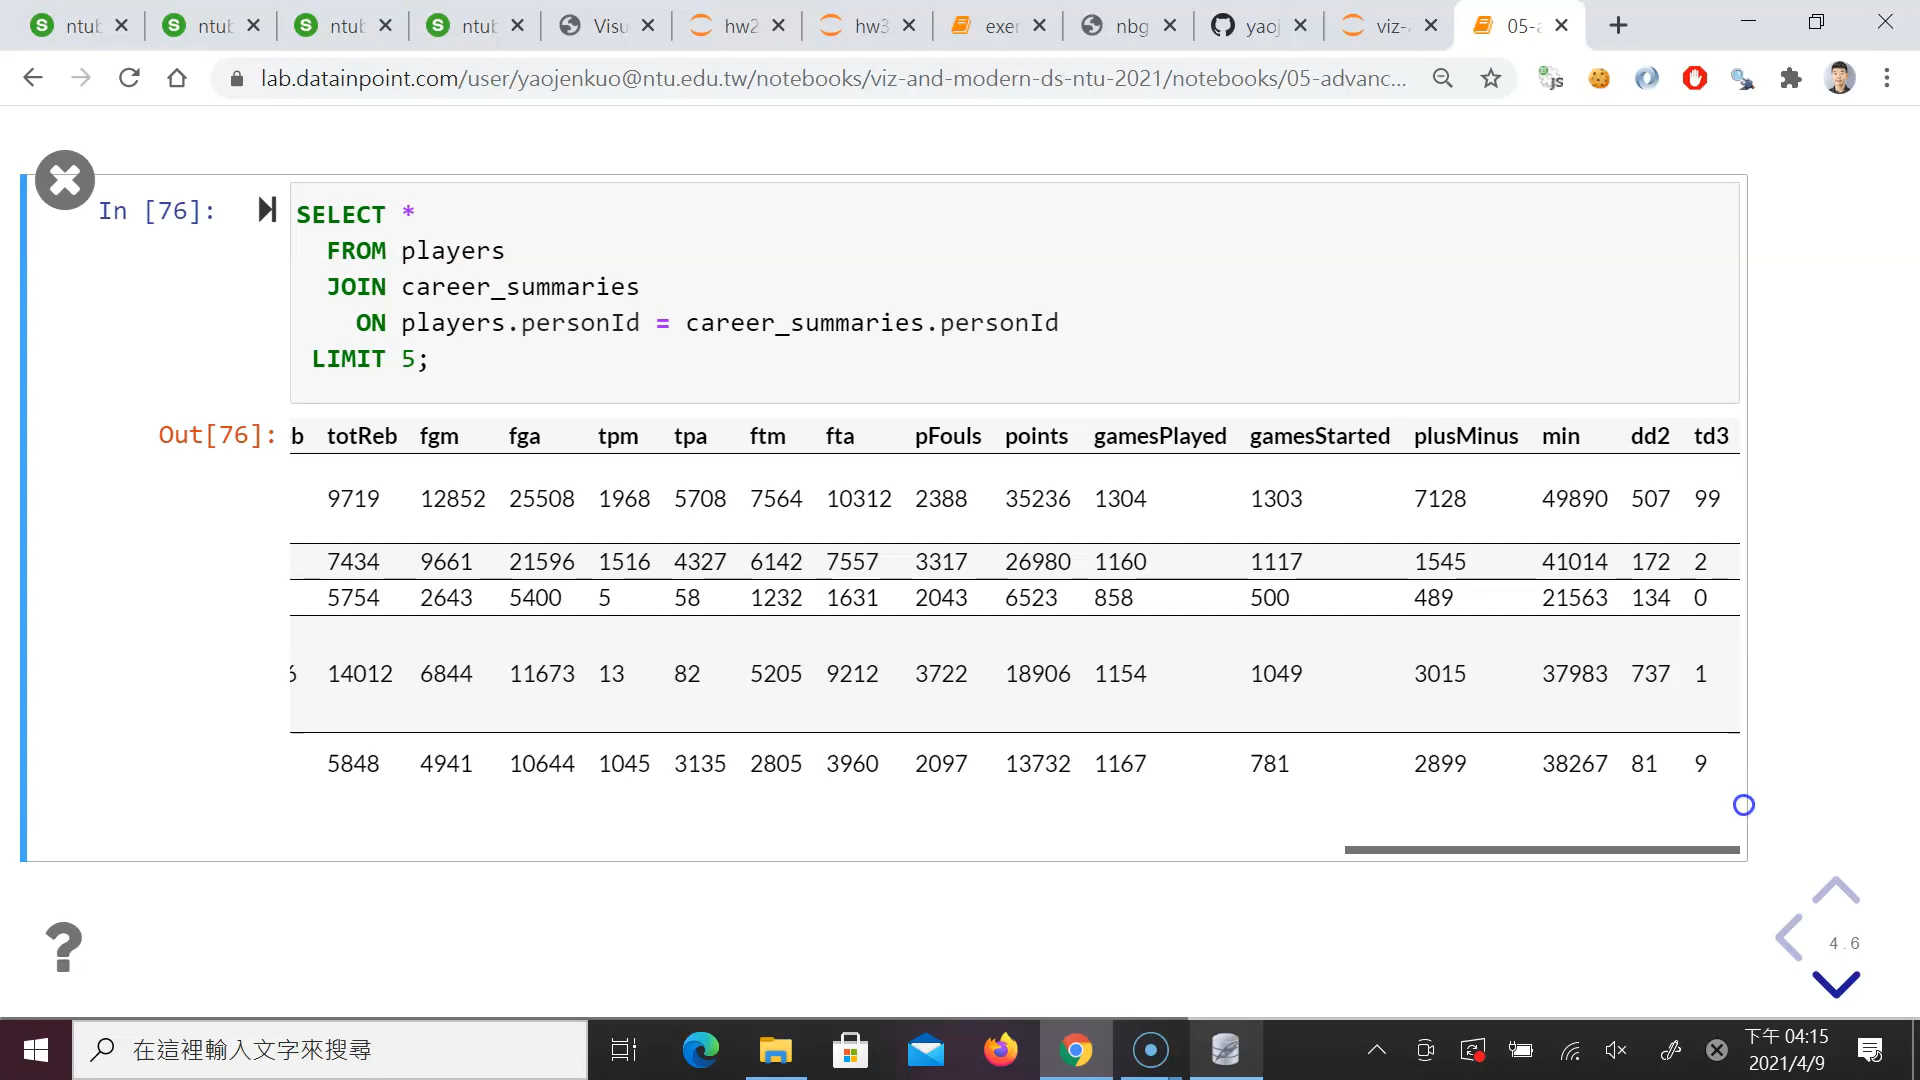 ntub ntub ntub ntub Visu hw2 hw3 exer nbg yaoj viz- 05-a
lab.datainpoint.com/user/yaojenkuo@ntu.edu.tw/notebooks/viz-and-modern-ds-ntu-2021/notebooks/05-advanc...
In [76]:
SELECT *
FROM players
JOIN career_summaries
ON players.personId = career_summaries.personId
LIMIT 5;
Out[76]:
b totReb fgm fga tpm tpa ftm fta pFouls points gamesPlayed gamesStarted plusMinus min dd2 td3
9719 12852 25508 1968 5708 7564 10312 2388 35236 1304 1303 7128 49890 507 99
7434 9661 21596 1516 4327 6142 7557 3317 26980 1160 1117 1545 41014 172 2
5754 2643 5400 5 58 1232 1631 2043 6523 858 500 489 21563 134 0
6 14012 6844 11673 13 82 5205 9212 3722 18906 1154 1049 3015 37983 737 1
5848 4941 10644 1045 3135 2805 3960 2097 13732 1167 781 2899 38267 81 9
4.6
在這裡輸入文字來搜尋
下午 04:15
2021/4/9